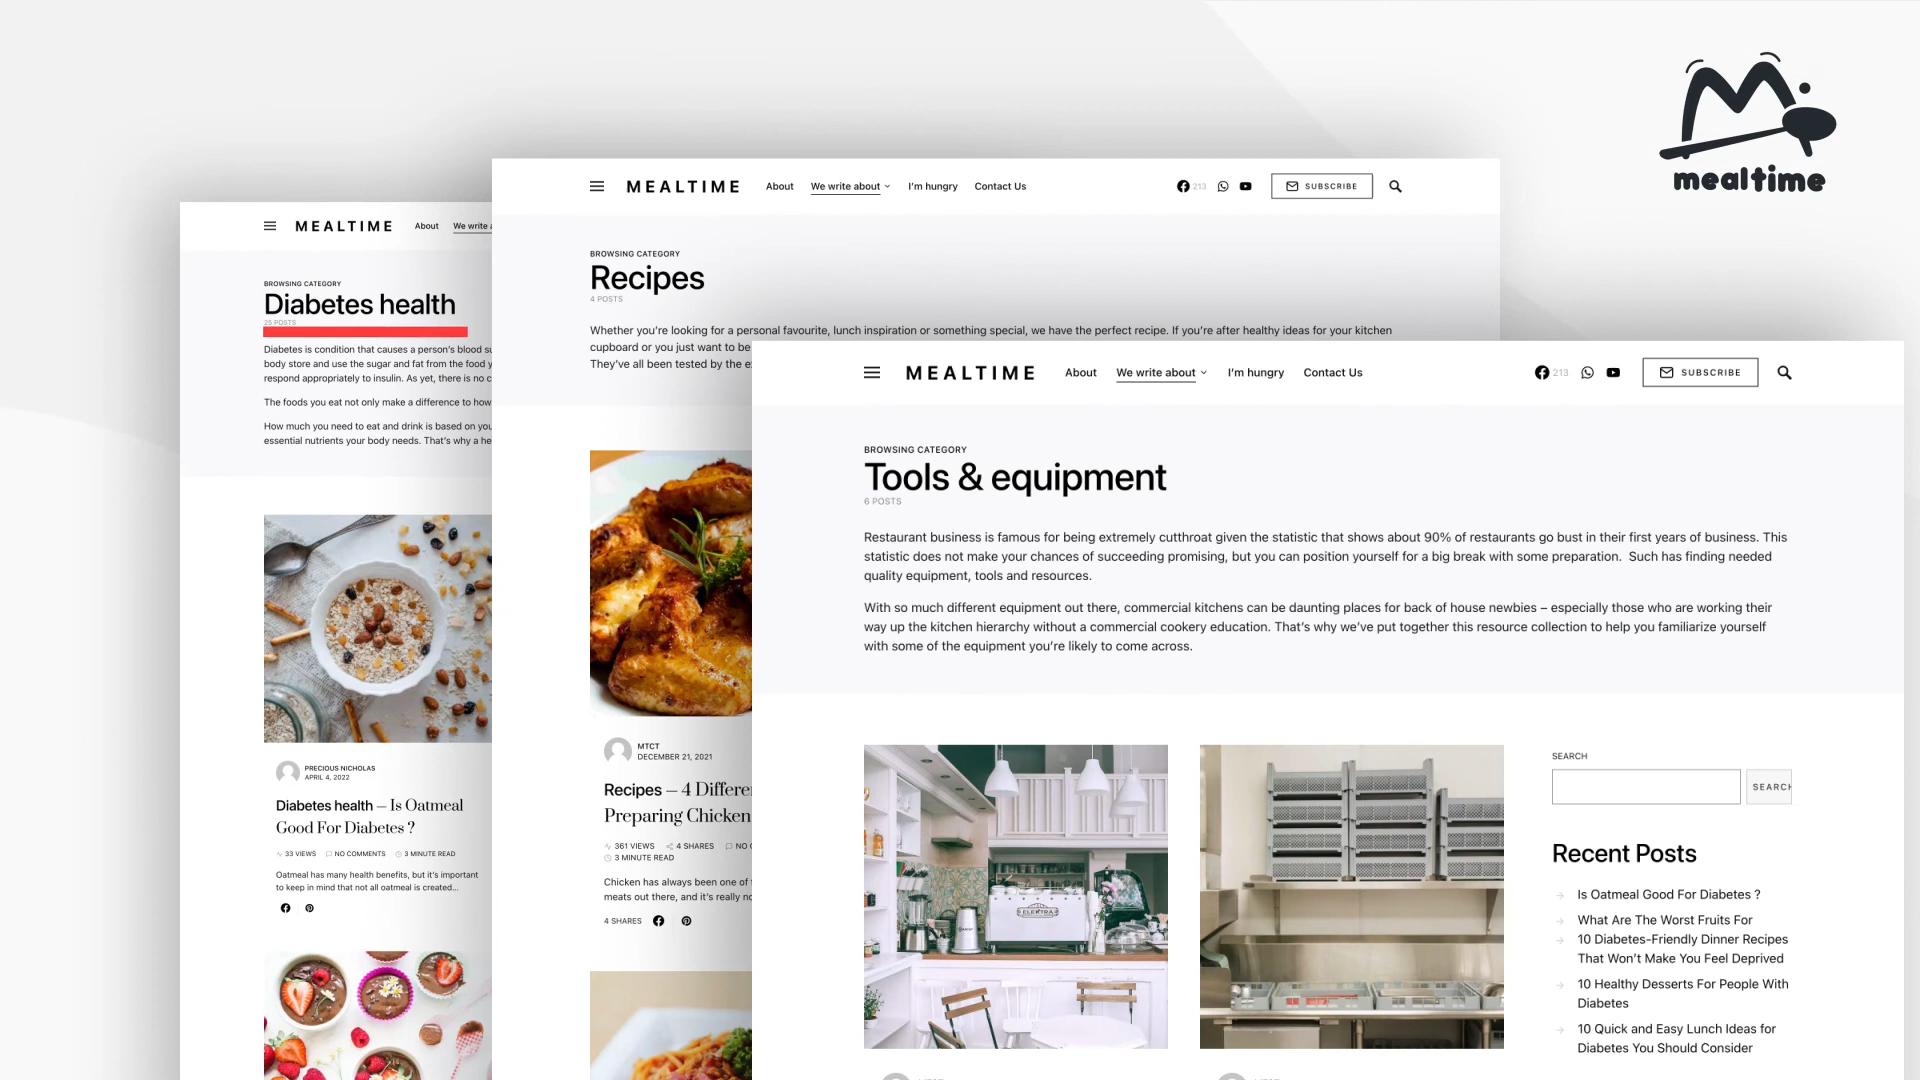 mealtime
MEALTIME
About
We write a
BROWSING CATEGORY
Diabetes health
25 POSTS
Diabetes is condition that causes a person's blood su
body store and use the sugar and fat from the food y
respond appropriately to insulin. As yet, there is no c
The foods you eat not only make a difference to how
How much you need to eat and drink is based on you
essential nutrients your body needs. That's why a he
PRECIOUS NICHOLAS
APRIL 4, 2022
Diabetes health — Is Oatmeal
Good For Diabetes ?
33 VIEWS NO COMMENTS 3 MINUTE READ
Oatmeal has many health benefits, but it's important
to keep in mind that not all oatmeal is created...
MEALTIME About We write about I'm hungry Contact Us 213 SUBSCRIBE
BROWSING CATEGORY
Recipes
4 POSTS
Whether you're looking for a personal favourite, lunch inspiration or something special, we have the perfect recipe. If you're after healthy ideas for your kitchen
cupboard or you just want to be
They've all been tested by the e
MTCT
DECEMBER 21, 2021
Recipes — 4 Differe
Preparing Chicken
361 VIEWS 4 SHARES NO C
3 MINUTE READ
Chicken has always been one of t
meats out there, and it's really no
4 SHARES
MEALTIME About We write about I'm hungry Contact Us 213 SUBSCRIBE
BROWSING CATEGORY
Tools & equipment
6 POSTS
Restaurant business is famous for being extremely cutthroat given the statistic that shows about 90% of restaurants go bust in their first years of business. This
statistic does not make your chances of succeeding promising, but you can position yourself for a big break with some preparation.  Such has finding needed
quality equipment, tools and resources.
With so much different equipment out there, commercial kitchens can be daunting places for back of house newbies – especially those who are working their
way up the kitchen hierarchy without a commercial cookery education. That's why we've put together this resource collection to help you familiarize yourself
with some of the equipment you're likely to come across.
ELEKTRA
SEARCH
SEARCH
Recent Posts
Is Oatmeal Good For Diabetes ?
What Are The Worst Fruits For
10 Diabetes-Friendly Dinner Recipes
That Won't Make You Feel Deprived
10 Healthy Desserts For People With
Diabetes
10 Quick and Easy Lunch Ideas for
Diabetes You Should Consider